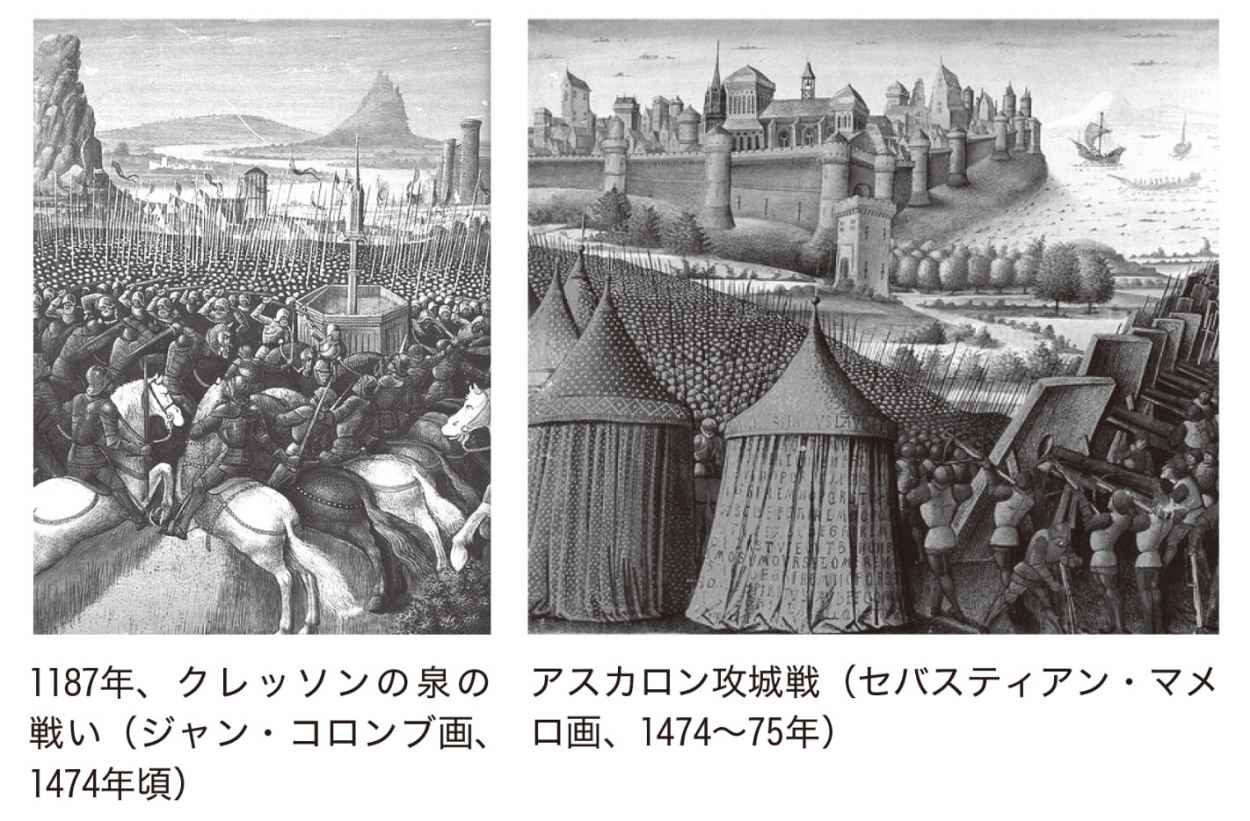 1187年、クレッソンの泉の
戦い（ジャン・コロンブ画、
1474年頃）
アスカロン攻城戦（セバスティアン・マメ
ロ画、1474〜75年）